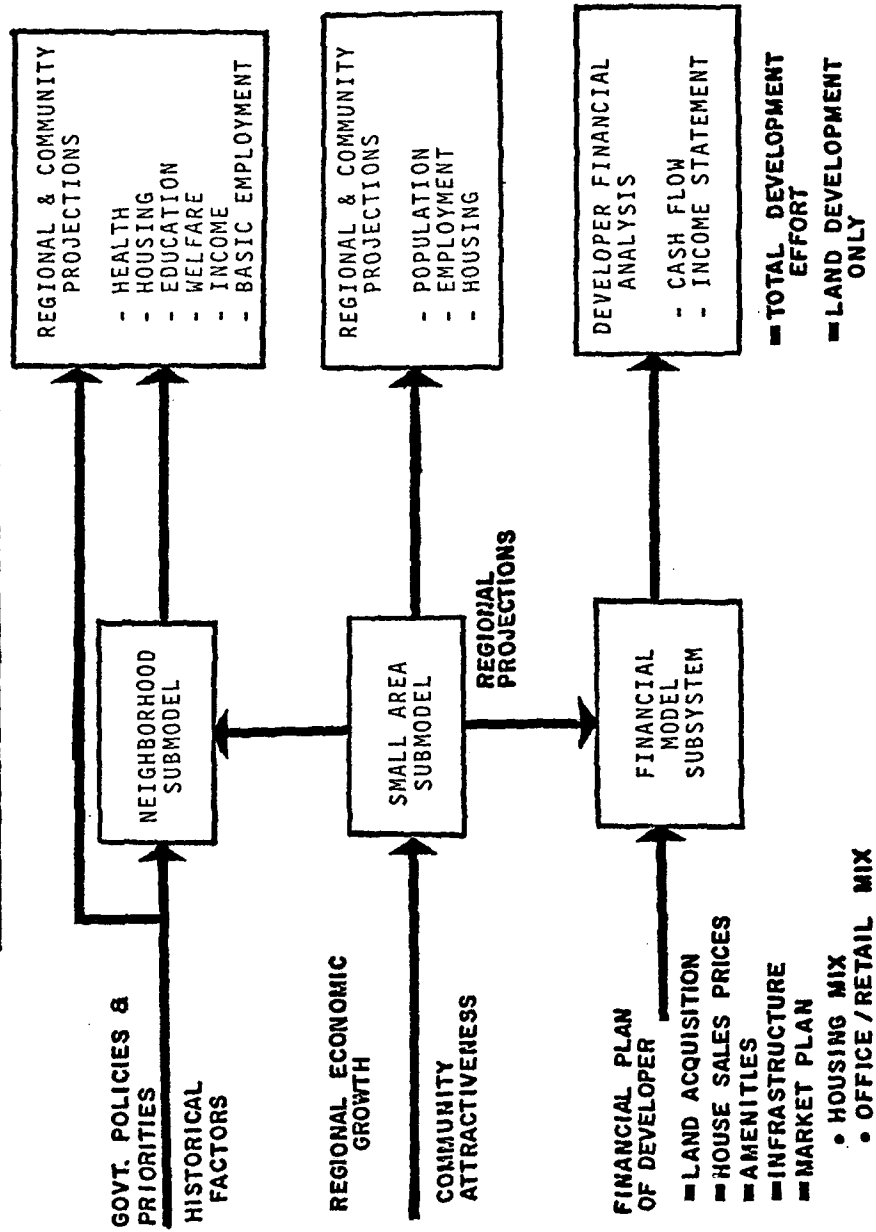 GOVT. POLICIES &
PRIORITIES
HISTORICAL
FACTORS
NEIGHBORHOOD
SUBMODEL
REGIONAL & COMMUNITY
PROJECTIONS
- HEALTH
- HOUSING
- EDUCATION
- WELFARE
- INCOME
- BASIC EMPLOYMENT
REGIONAL ECONOMIC
GROWTH
COMMUNITY
ATTRACTIVENESS
SMALL AREA
SUBMODEL
REGIONAL
PROJECTIONS
REGIONAL & COMMUNITY
PROJECTIONS
- POPULATION
- EMPLOYMENT
- HOUSING
FINANCIAL PLAN
OF DEVELOPER
▬ LAND ACQUISITION
▬ HOUSE SALES PRICES
▬ AMENITIES
▬ INFRASTRUCTURE
▬ MARKET PLAN
• HOUSING MIX
• OFFICE/RETAIL MIX
FINANCIAL
MODEL
SUBSYSTEM
DEVELOPER FINANCIAL
ANALYSIS
- CASH FLOW
- INCOME STATEMENT
▬ TOTAL DEVELOPMENT
EFFORT
▬ LAND DEVELOPMENT
ONLY